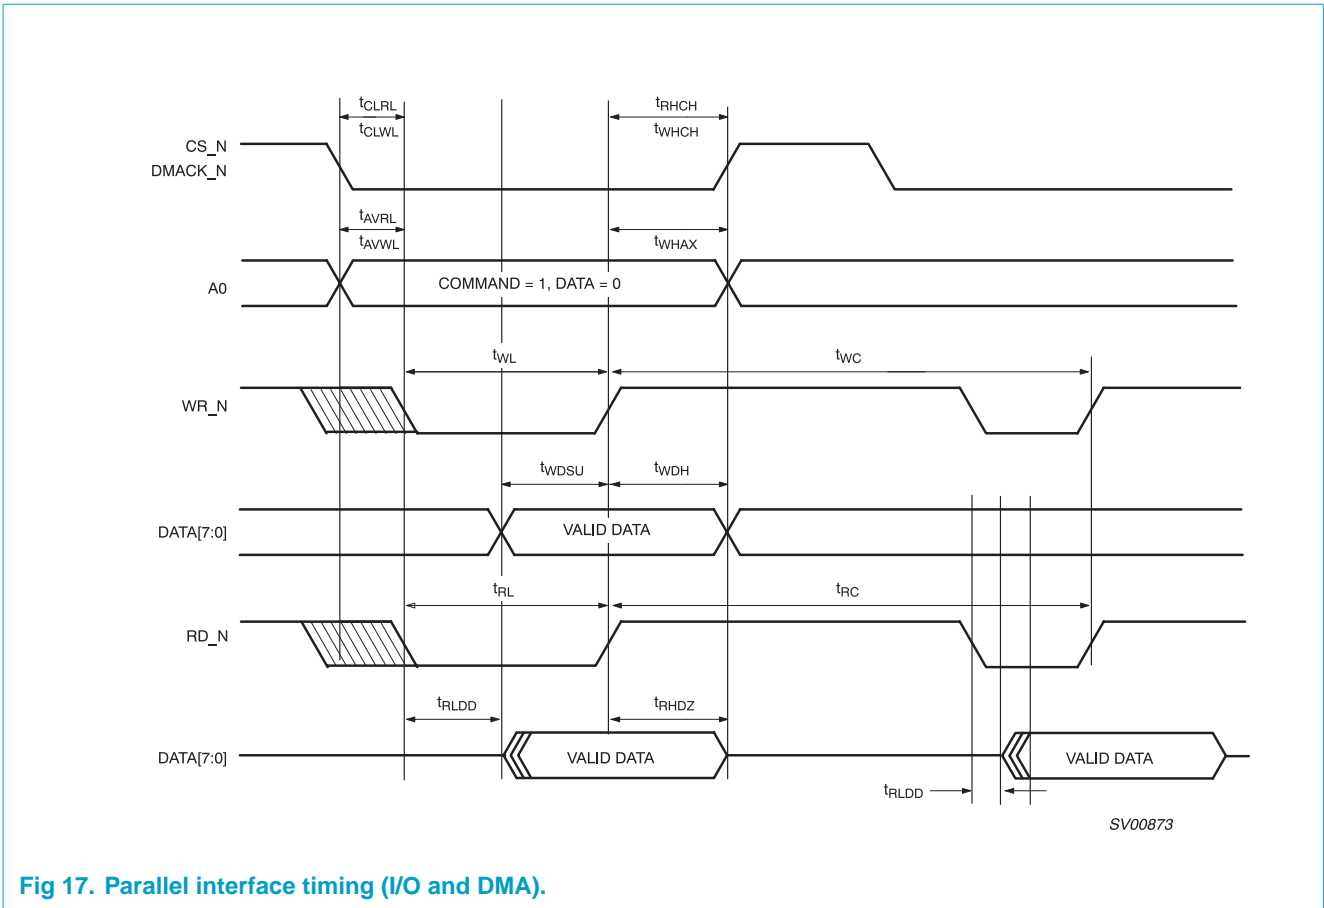 tCLRL
tRHCH
tCLWL
tWHCH
CS_N
DMACK_N
tAVRL
tAVWL
tWHAX
A0
COMMAND = 1, DATA = 0
tWL
tWC
WR_N
tWDSU
tWDH
DATA[7:0]
VALID DATA
tRL
tRC
RD_N
tRLDD
tRHDZ
DATA[7:0]
VALID DATA
VALID DATA
tRLDD
SV00873
Fig 17. Parallel interface timing (I/O and DMA).